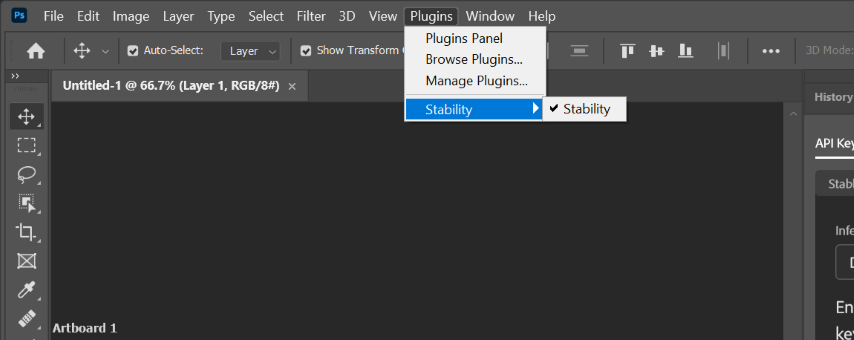 Ps File Edit Image Layer Type Select Filter 3D View Plugins Window Help
Auto-Select: Layer Show Transform 3D Mode:
Plugins Panel
Browse Plugins...
Manage Plugins...
Stability Stability
Untitled-1 @ 66.7% (Layer 1, RGB/8#) ×
History
API Key
Stabl
Infe
D
En
key
Artboard 1